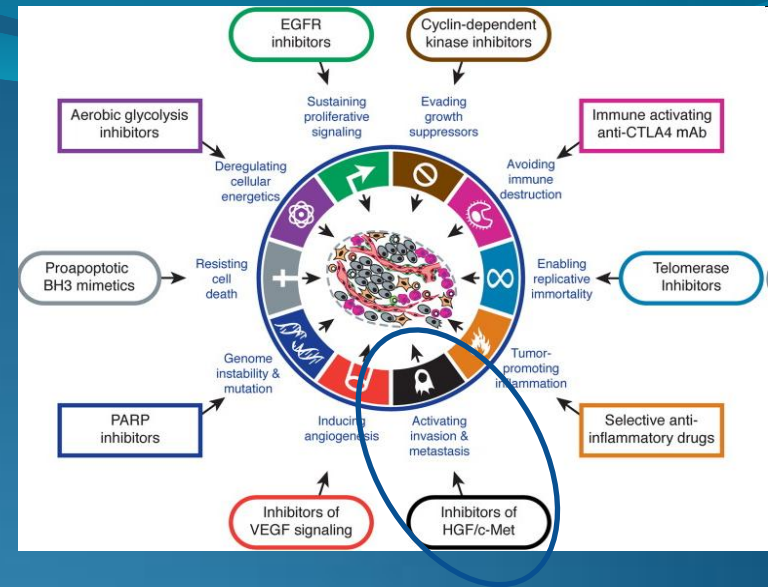 EGFR
inhibitors
Cyclin-dependent
kinase inhibitors
Aerobic glycolysis
inhibitors
Sustaining
proliferative
signaling
Evading
growth
suppressors
Immune activating
anti-CTLA4 mAb
Deregulating
cellular
energetics
Avoiding
immune
destruction
Proapoptotic
BH3 mimetics
Resisting
cell
death
Enabling
replicative
immortality
Telomerase
Inhibitors
Genome
instability &
mutation
Tumor-
promoting
inflammation
PARP
inhibitors
Inducing
angiogenesis
Activating
invasion &
metastasis
Selective anti-
inflammatory drugs
Inhibitors of
VEGF signaling
Inhibitors of
HGF/c-Met